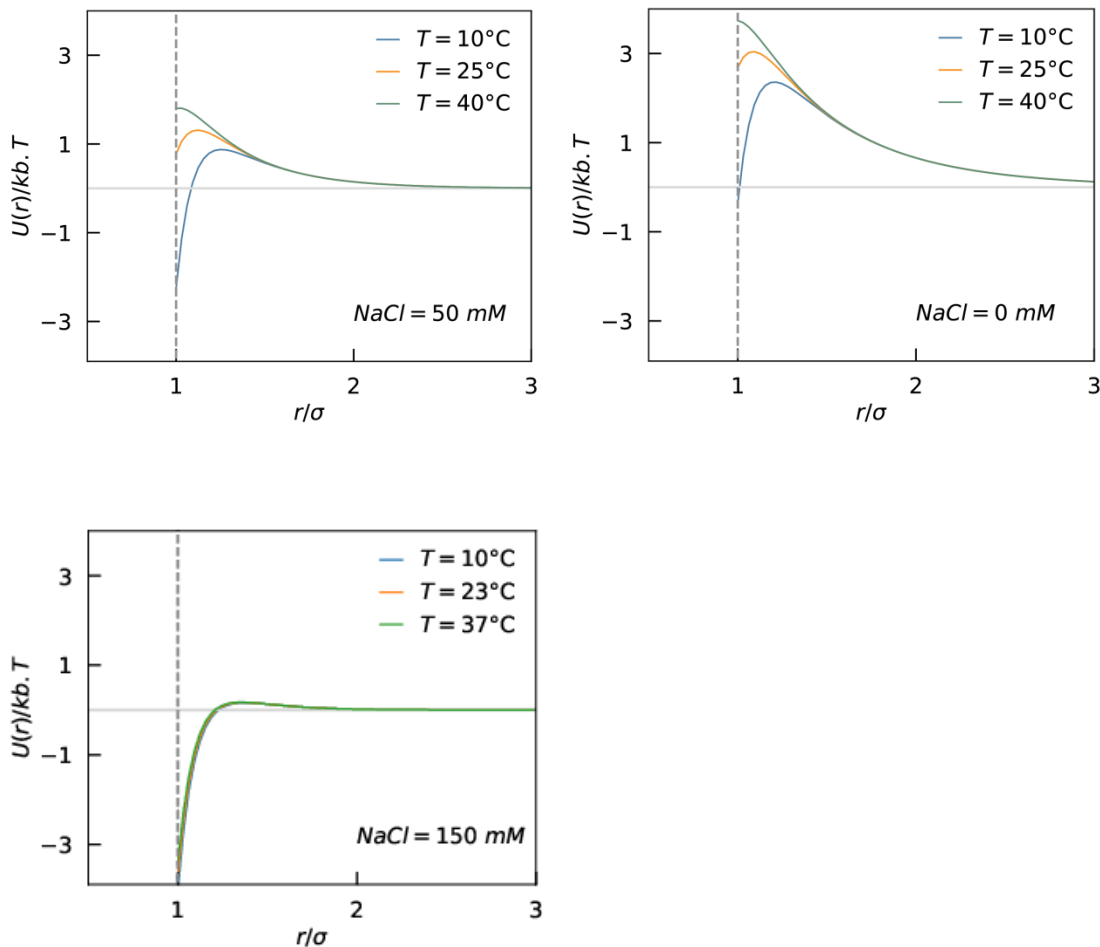 U(r)/kb.T
3
1
−1
−3
T = 10°C
T = 25°C
T = 40°C
NaCl = 50 mM
1
2
3
r/σ
U(r)/kb.T
3
1
−1
−3
T = 10°C
T = 25°C
T = 40°C
NaCl = 0 mM
1
2
3
r/σ
U(r)/kb.T
3
1
−1
−3
T = 10°C
T = 23°C
T = 37°C
NaCl = 150 mM
1
2
3
r/σ